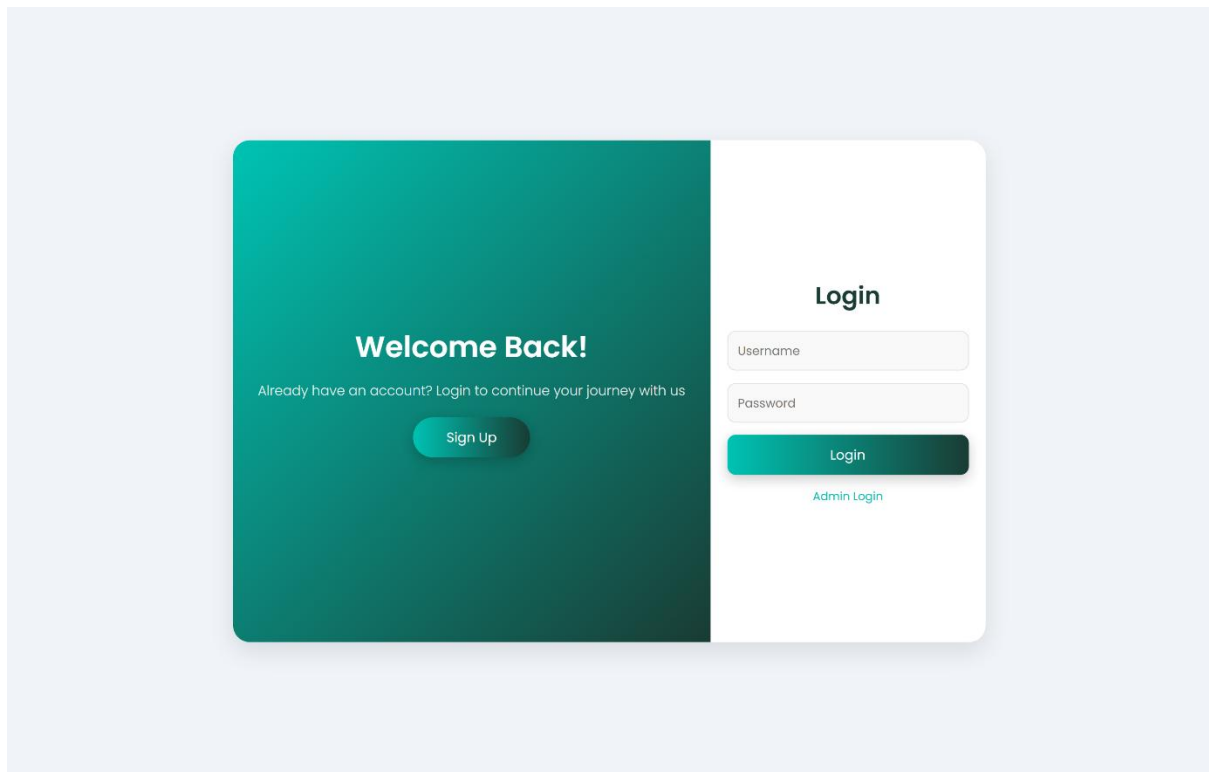 Welcome Back!
Already have an account? Login to continue your journey with us
Sign Up
Login
Username
Password
Login
Admin Login